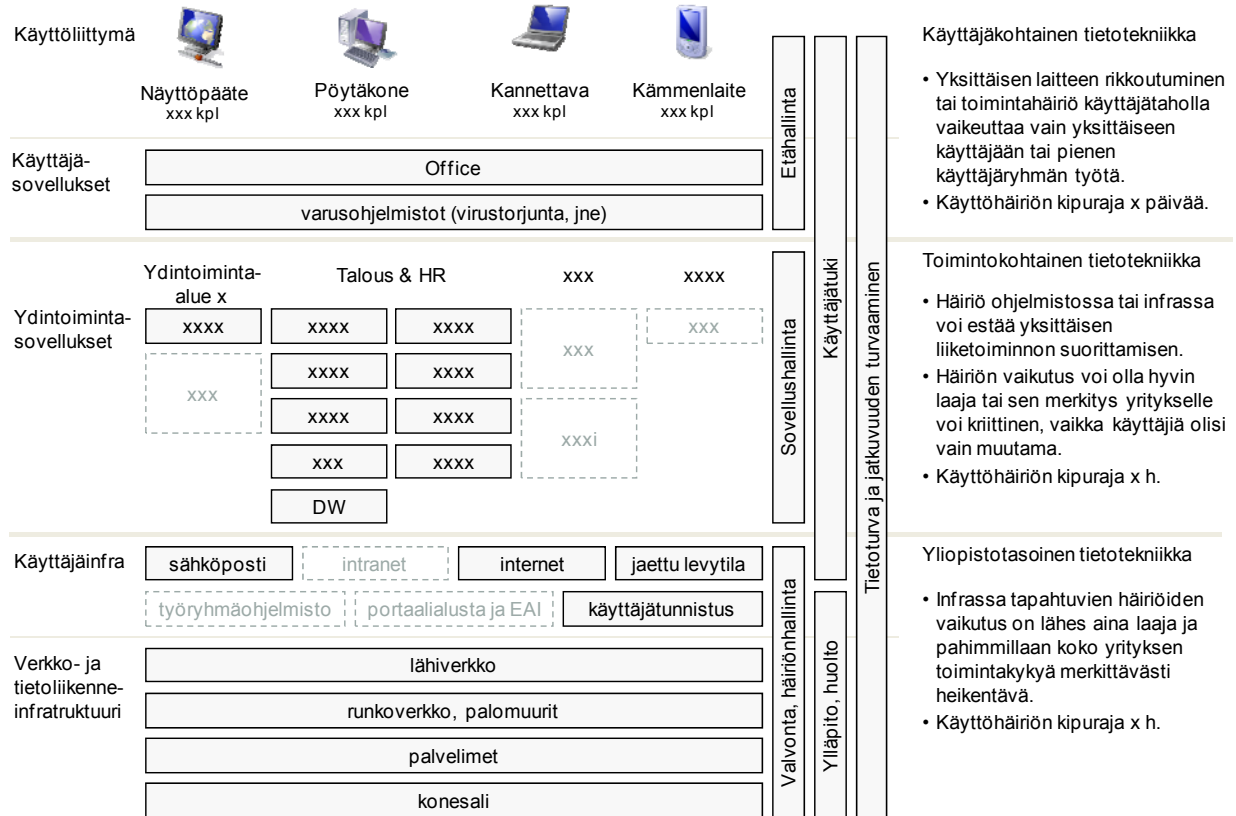 Käyttöliittymä
Näyttöpääte
xxx kpl
Pöytäkone
xxx kpl
Kannettava
xxx kpl
Kämmenlaite
xxx kpl
Käyttäjä-
sovellukset
Office
varusohjelmistot (virustorjunta, jne)
Etähallinta
Käyttäjäkohtainen tietotekniikka
• Yksittäisen laitteen rikkoutuminen
tai toimintahäiriö käyttäjätaholla
vaikeuttaa vain yksittäiseen
käyttäjään tai pienen
käyttäjäryhmän työtä.
• Käyttöhäiriön kipuraja x päivää.
Ydintoiminta-
sovellukset
Ydintoiminta-
alue x
xxxx
xxx
Talous & HR
xxxx
xxxx
xxxx
xxxx
xxxx
xxxx
xxx
xxxx
DW
xxx
xxx
xxxi
xxxx
xxx
Sovellushallinta
Käyttäjätuki
Tietoturva ja jatkuvuuden turvaaminen
Toimintokohtainen tietotekniikka
• Häiriö ohjelmistossa tai infrassa
voi estää yksittäisen
liiketoiminnon suorittamisen.
• Häiriön vaikutus voi olla hyvin
laaja tai sen merkitys yritykselle
voi kriittinen, vaikka käyttäjiä olisi
vain muutama.
• Käyttöhäiriön kipuraja x h.
Käyttäjäinfra
sähköposti
intranet
internet
jaettu levytila
työryhmäohjelmisto
portaalialusta ja EAI
käyttäjätunnistus
Verkko- ja
tietoliikenne-
infratruktuuri
lähiverkko
runkoverkko, palomuurit
palvelimet
konesali
Valvonta, häiriönhallinta
Ylläpito, huolto
Yliopistotasoinen tietotekniikka
• Infrassa tapahtuvien häiriöiden
vaikutus on lähes aina laaja ja
pahimmillaan koko yrityksen
toimintakykyä merkittävästi
heikentävä.
• Käyttöhäiriön kipuraja x h.